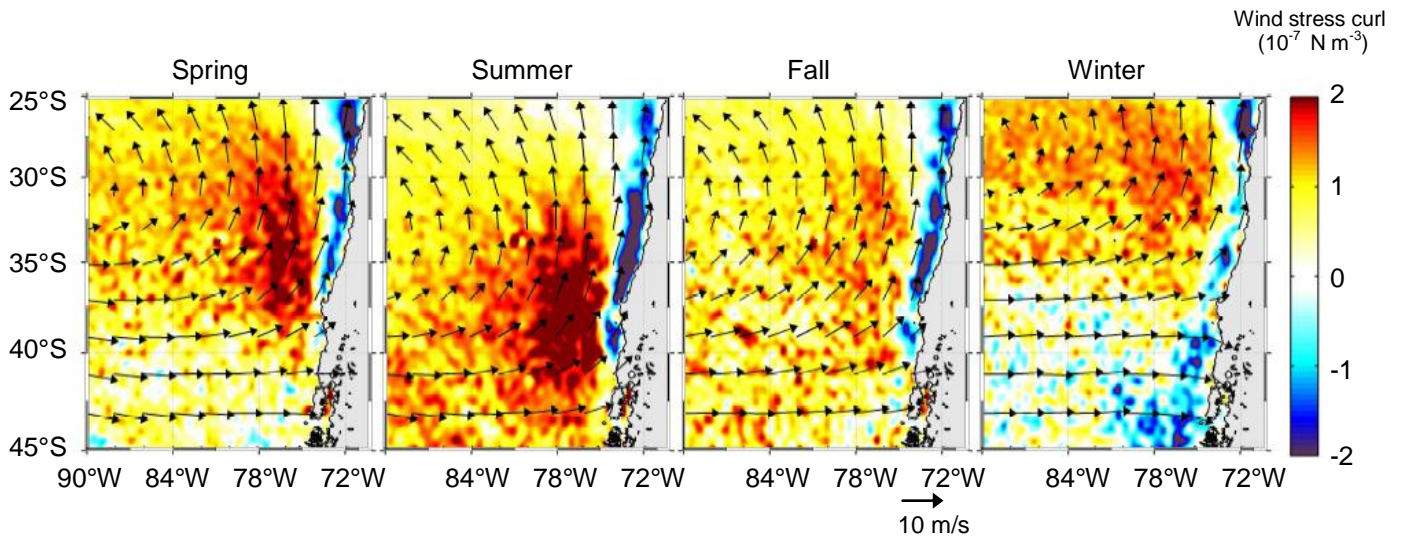 Wind stress curl
(10⁻⁷ N m⁻³)
Spring Summer Fall Winter
25°S
30°S
35°S
40°S
45°S
2
1
0
-1
-2
90°W 84°W 78°W 72°W 84°W 78°W 72°W 84°W 78°W 72°W 84°W 78°W 72°W
10 m/s